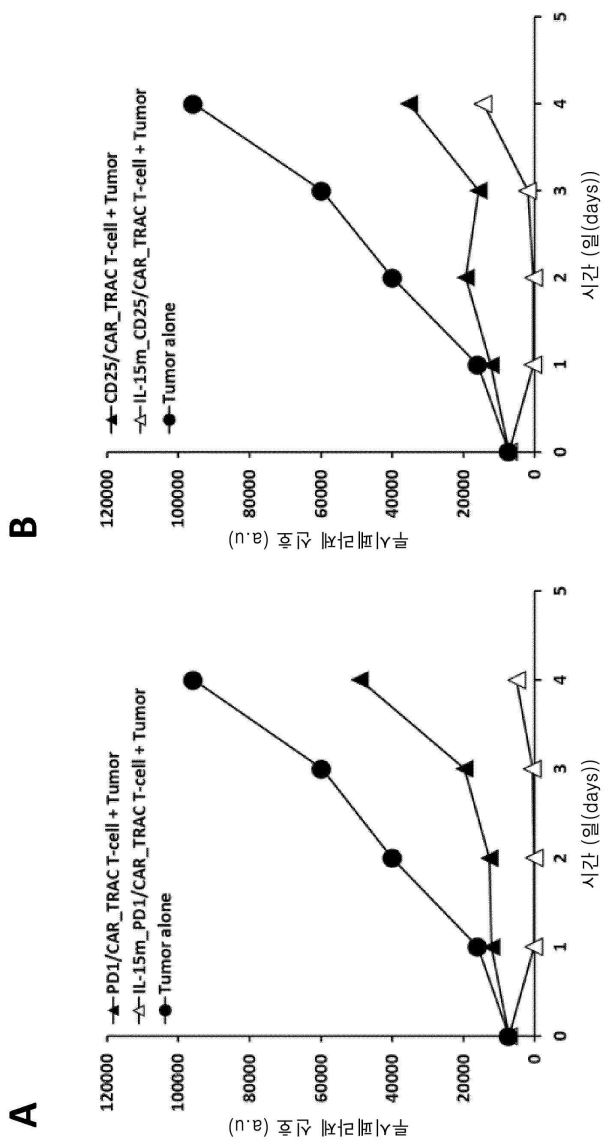 A
루시페라제 신호 (a.u)
120000
100000
80000
60000
40000
20000
0
PD1/CAR_TRAC T-cell + Tumor
IL-15m_PD1/CAR_TRAC T-cell + Tumor
Tumor alone
0 1 2 3 4 5
시간 (일(days))
B
루시페라제 신호 (a.u)
120000
100000
80000
60000
40000
20000
0
CD25/CAR_TRAC T-cell + Tumor
IL-15m_CD25/CAR_TRAC T-cell + Tumor
Tumor alone
0 1 2 3 4 5
시간 (일(days))